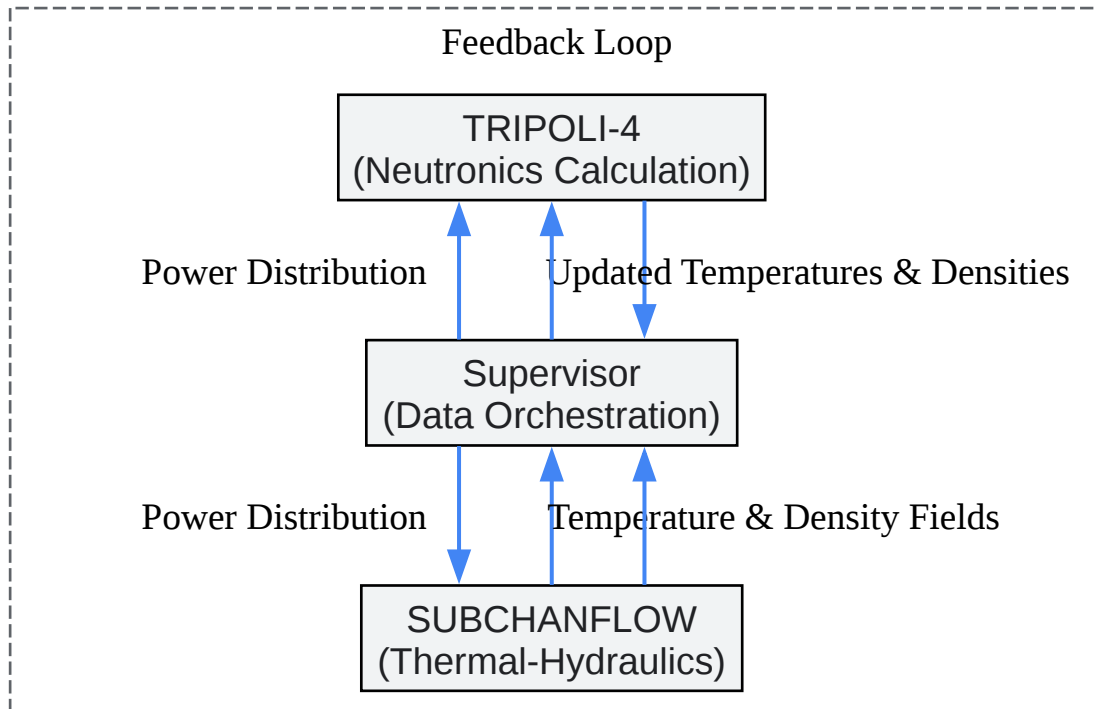 Feedback Loop
TRIPOLI-4
(Neutronics Calculation)
Power Distribution
Updated Temperatures & Densities
Supervisor
(Data Orchestration)
Power Distribution
Temperature & Density Fields
SUBCHANFLOW
(Thermal-Hydraulics)